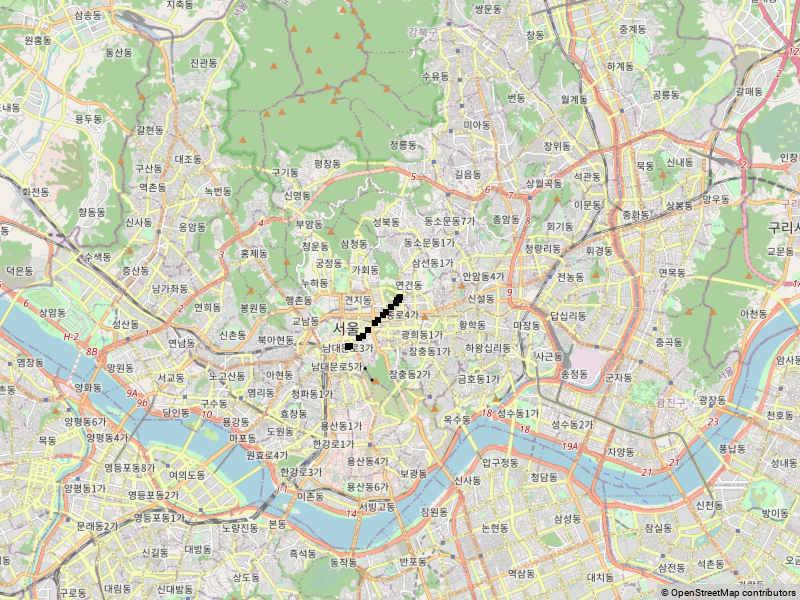 삼송동
지축동
쌍문동
중계동
원흥동
동산동
강북구
창동
하계동
진관동
수유동
갈매동
공릉동
번동
월계동
용두동
갈현동
미아동
대조동
정릉동
장위동
구산동
구기동
평창동
묵동
신내동
역촌동
길음동
석관동
화전동
녹번동
신영동
상월곡동
이문동
상봉동
망우동
향동동
신사동
응암동
부암동
성북동
동소문동7가
종암동
중화동
회기동
수색동
홍제동
청운동
삼청동
동소문동1가
청량리동
휘경동
증산동
궁정동
가회동
삼선동1가
안암동4가
전농동
면목동
교문동
덕은동
남가좌동
누하동
연건동
상암동
연희동
봉원동
행촌동
견지동
신설동
답십리동
아천동
성산동
신촌동
교남동
서울
황학동
마장동
연남동
북아현동
남대문로3가
광희동1가
장충동1가
하왕십리동
사근동
중곡동
망원동
서교동
노고산동
아현동
남대문로5가
장충동2가
금호동1가
송정동
군자동
양화동
염리동
청파동1가
광진구
광장동
당인동
구수동
효창동
옥수동
성수동1가
양평동6가
용강동
도원동
용산동1가
성수동2가
천호동
목동
양평동4가
마포동
한강로1가
자양동
풍납동
원효로4가
용산동4가
보광동
압구정동
영등포동8가
여의도동
한강로3가
청담동
성내동
양평동1가
용산동6가
신사동
영등포동2가
이촌동
서빙고동
잠원동
신천동
방이동
영등포동1가
문래동2가
노량진동
본동
논현동
삼성동
잠실동
신길동
대방동
흑석동
동작동
반포동
삼전동
석촌동
구로동
대림동
신대방동
상도동
역삼동
대치동
© OpenStreetMap contributors